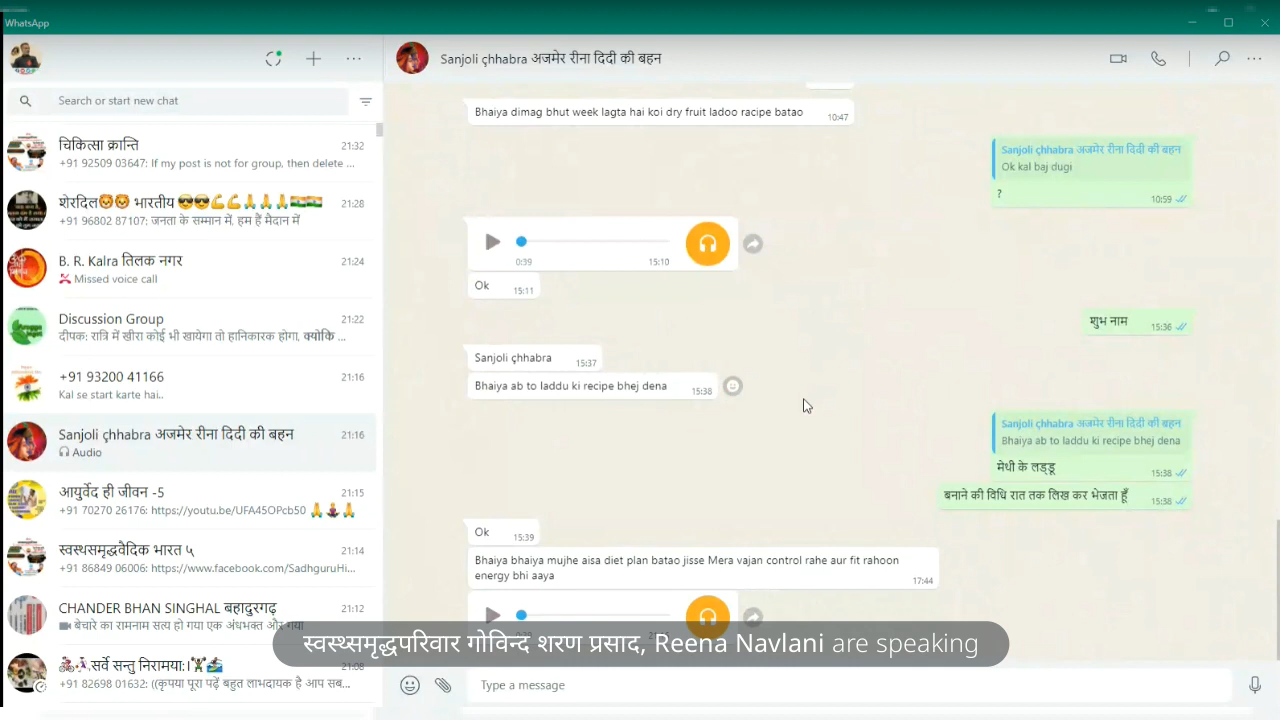 WhatsApp
Search or start new chat
चिकित्सा क्रान्ति 21:32
+91 92509 03647: If my post is not for group, then delete ...
शेरदिल🦁🦁 भारतीय 😎😎💪💪🙏🙏🙏🇮🇳🇮🇳 21:28
+91 96802 87107: जनता के सम्मान में, हम हैं मैदान में
B. R. Kalra तिलक नगर 21:24
Missed voice call
Discussion Group 21:22
दीपक: रात्रि में खीरा कोई भी खायेगा तो हानिकारक होगा, क्योकि ...
+91 93200 41166 21:16
Kal se start karte hai..
Sanjoli çhhabra अजमेर रीना दिदी की बहन 21:16
Audio
आयुर्वेद ही जीवन -5 21:15
+91 70270 26176: https://youtu.be/UFA45OPcb50 🙏🧘🙏
स्वस्थसमृद्धवैदिक भारत ५ 21:14
+91 86849 06006: https://www.facebook.com/SadhguruHi...
CHANDER BHAN SINGHAL बहादुरगढ़ 21:12
बेचारे का रामनाम सत्य हो गया एक अंधभक्त और गया
सर्वे सन्तु निरामया:। 21:08
+91 82698 01632: ((कृपया पूरा पढ़ें बहुत लाभदायक है आप सब...
Sanjoli çhhabra अजमेर रीना दिदी की बहन
Bhaiya dimag bhut week lagta hai koi dry fruit ladoo racipe batao 10:47
Sanjoli çhhabra अजमेर रीना दिदी की बहन
Ok kal baj dugi
? 10:59
0:39 15:10
Ok 15:11
शुभ नाम 15:36
Sanjoli çhhabra 15:37
Bhaiya ab to laddu ki recipe bhej dena 15:38
Sanjoli çhhabra अजमेर रीना दिदी की बहन
Bhaiya ab to laddu ki recipe bhej dena
मेथी के लड्डू 15:38
बनाने की विधि रात तक लिख कर भेजता हूँ 15:38
Ok 15:39
Bhaiya bhaiya mujhe aisa diet plan batao jisse Mera vajan control rahe aur fit rahoon
energy bhi aaya 17:44
स्वस्थ्समृद्धपरिवार गोविन्द शरण प्रसाद, Reena Navlani are speaking
Type a message